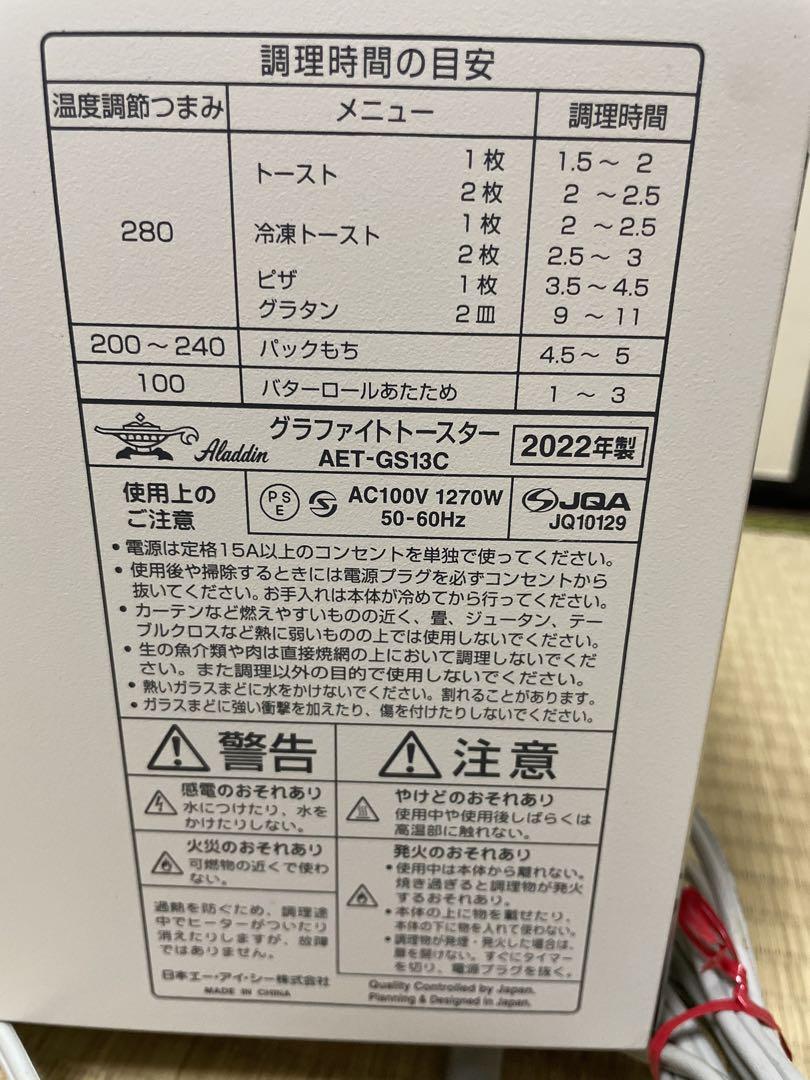 調理時間の目安
温度調節つまみ メニュー 調理時間
280 トースト 1枚 1.5～ 2
2枚 2 ～2.5
冷凍トースト 1枚 2 ～2.5
2枚 2.5～ 3
ピザ 1枚 3.5～4.5
グラタン 2皿 9 ～11
200～240 パックもち 4.5～ 5
100 バターロールあたため 1 ～ 3
Aladdin グラファイトトースター
AET-GS13C 2022年製
使用上の
ご注意
PS
E
AC100V 1270W
50-60Hz
JQA
JQ10129
・電源は定格15A以上のコンセントを単独で使ってください。
・使用後や掃除するときには電源プラグを必ずコンセントから
抜いてください。お手入れは本体が冷めてから行ってください。
・カーテンなど燃えやすいものの近く、畳、ジュータン、テー
ブルクロスなど熱に弱いものの上では使用しないでください。
・生の魚介類や肉は直接焼網の上において調理しないでくだ
さい。また調理以外の目的で使用しないでください。
・熱いガラスまどに水をかけないでください。割れることがあります。
・ガラスまどに強い衝撃を加えたり、傷を付けたりしないでください。
警告
感電のおそれあり
水につけたり、水を
かけたりしない。
火災のおそれあり
可燃物の近くで使わ
ない。
過熱を防ぐため、調理途
中でヒーターがついたり
消えたりしますが、故障
ではありません。
日本エー・アイ・シー株式会社
MADE IN CHINA
注意
やけどのおそれあり
使用中や使用後しばらくは
高温部に触れない。
発火のおそれあり
・使用中は本体から離れない。
焼き過ぎると調理物が発火
するおそれあり。
・本体の上に物を載せたり、
本体の下に物を入れて使わない。
・調理物が発煙・発火した場合は、
扉を開けない。すぐにタイマー
を切り、電源プラグを抜く。
Quality Controlled by Japan.
Planning & Designed in Japan.